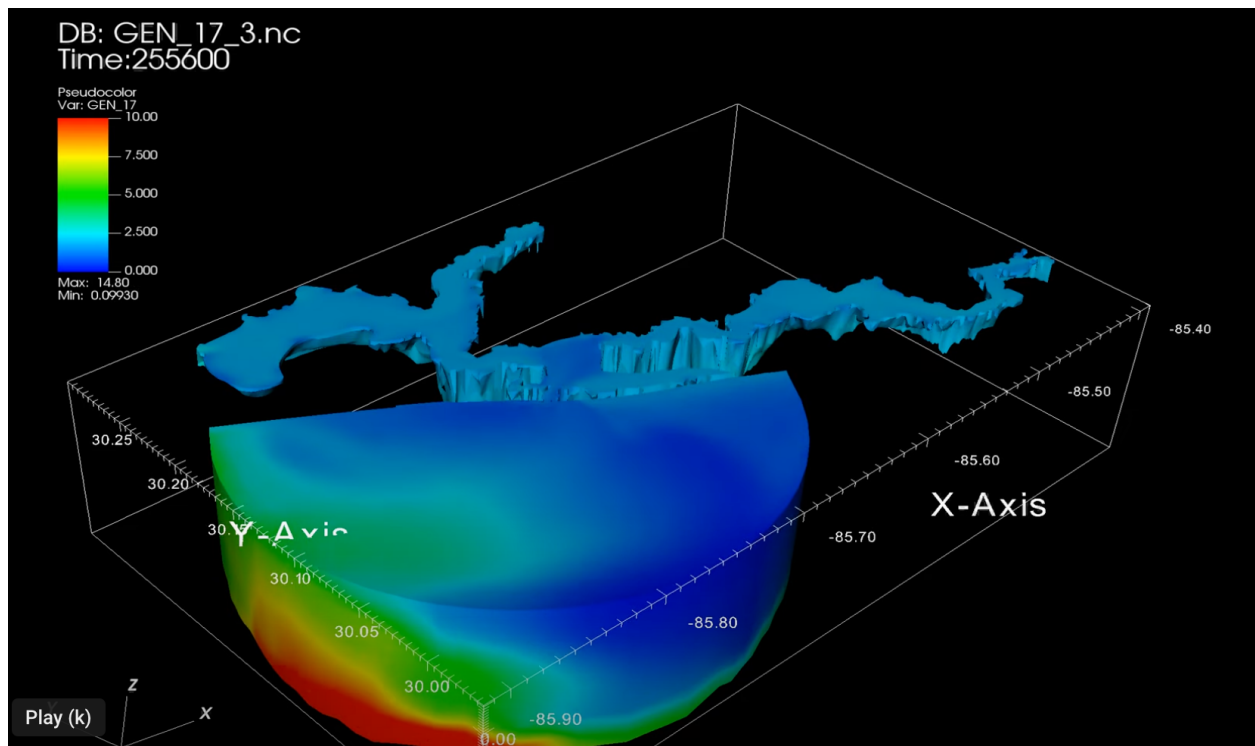 DB: GEN_17_3.nc
Time:255600
Pseudocolor
Var: GEN_17
10.00
7.500
5.000
2.500
0.000
Max: 14.80
Min: 0.09930
-85.40
-85.50
-85.60
-85.70
-85.80
-85.90
X-Axis
30.25
30.20
30.10
30.05
30.00
0.00
Z
X
Play (k)